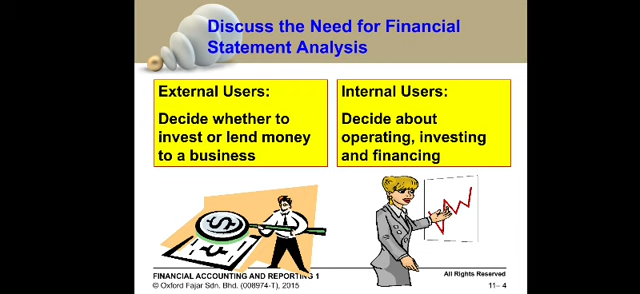 Discuss the Need for Financial
Statement Analysis
External Users:
Decide whether to
invest or lend money
to a business
Internal Users:
Decide about
operating, investing
and financing
$
FINANCIAL ACCOUNTING AND REPORTING 1
© Oxford Fajar Sdn. Bhd. (008974-T), 2015
All Rights Reserved
11– 4